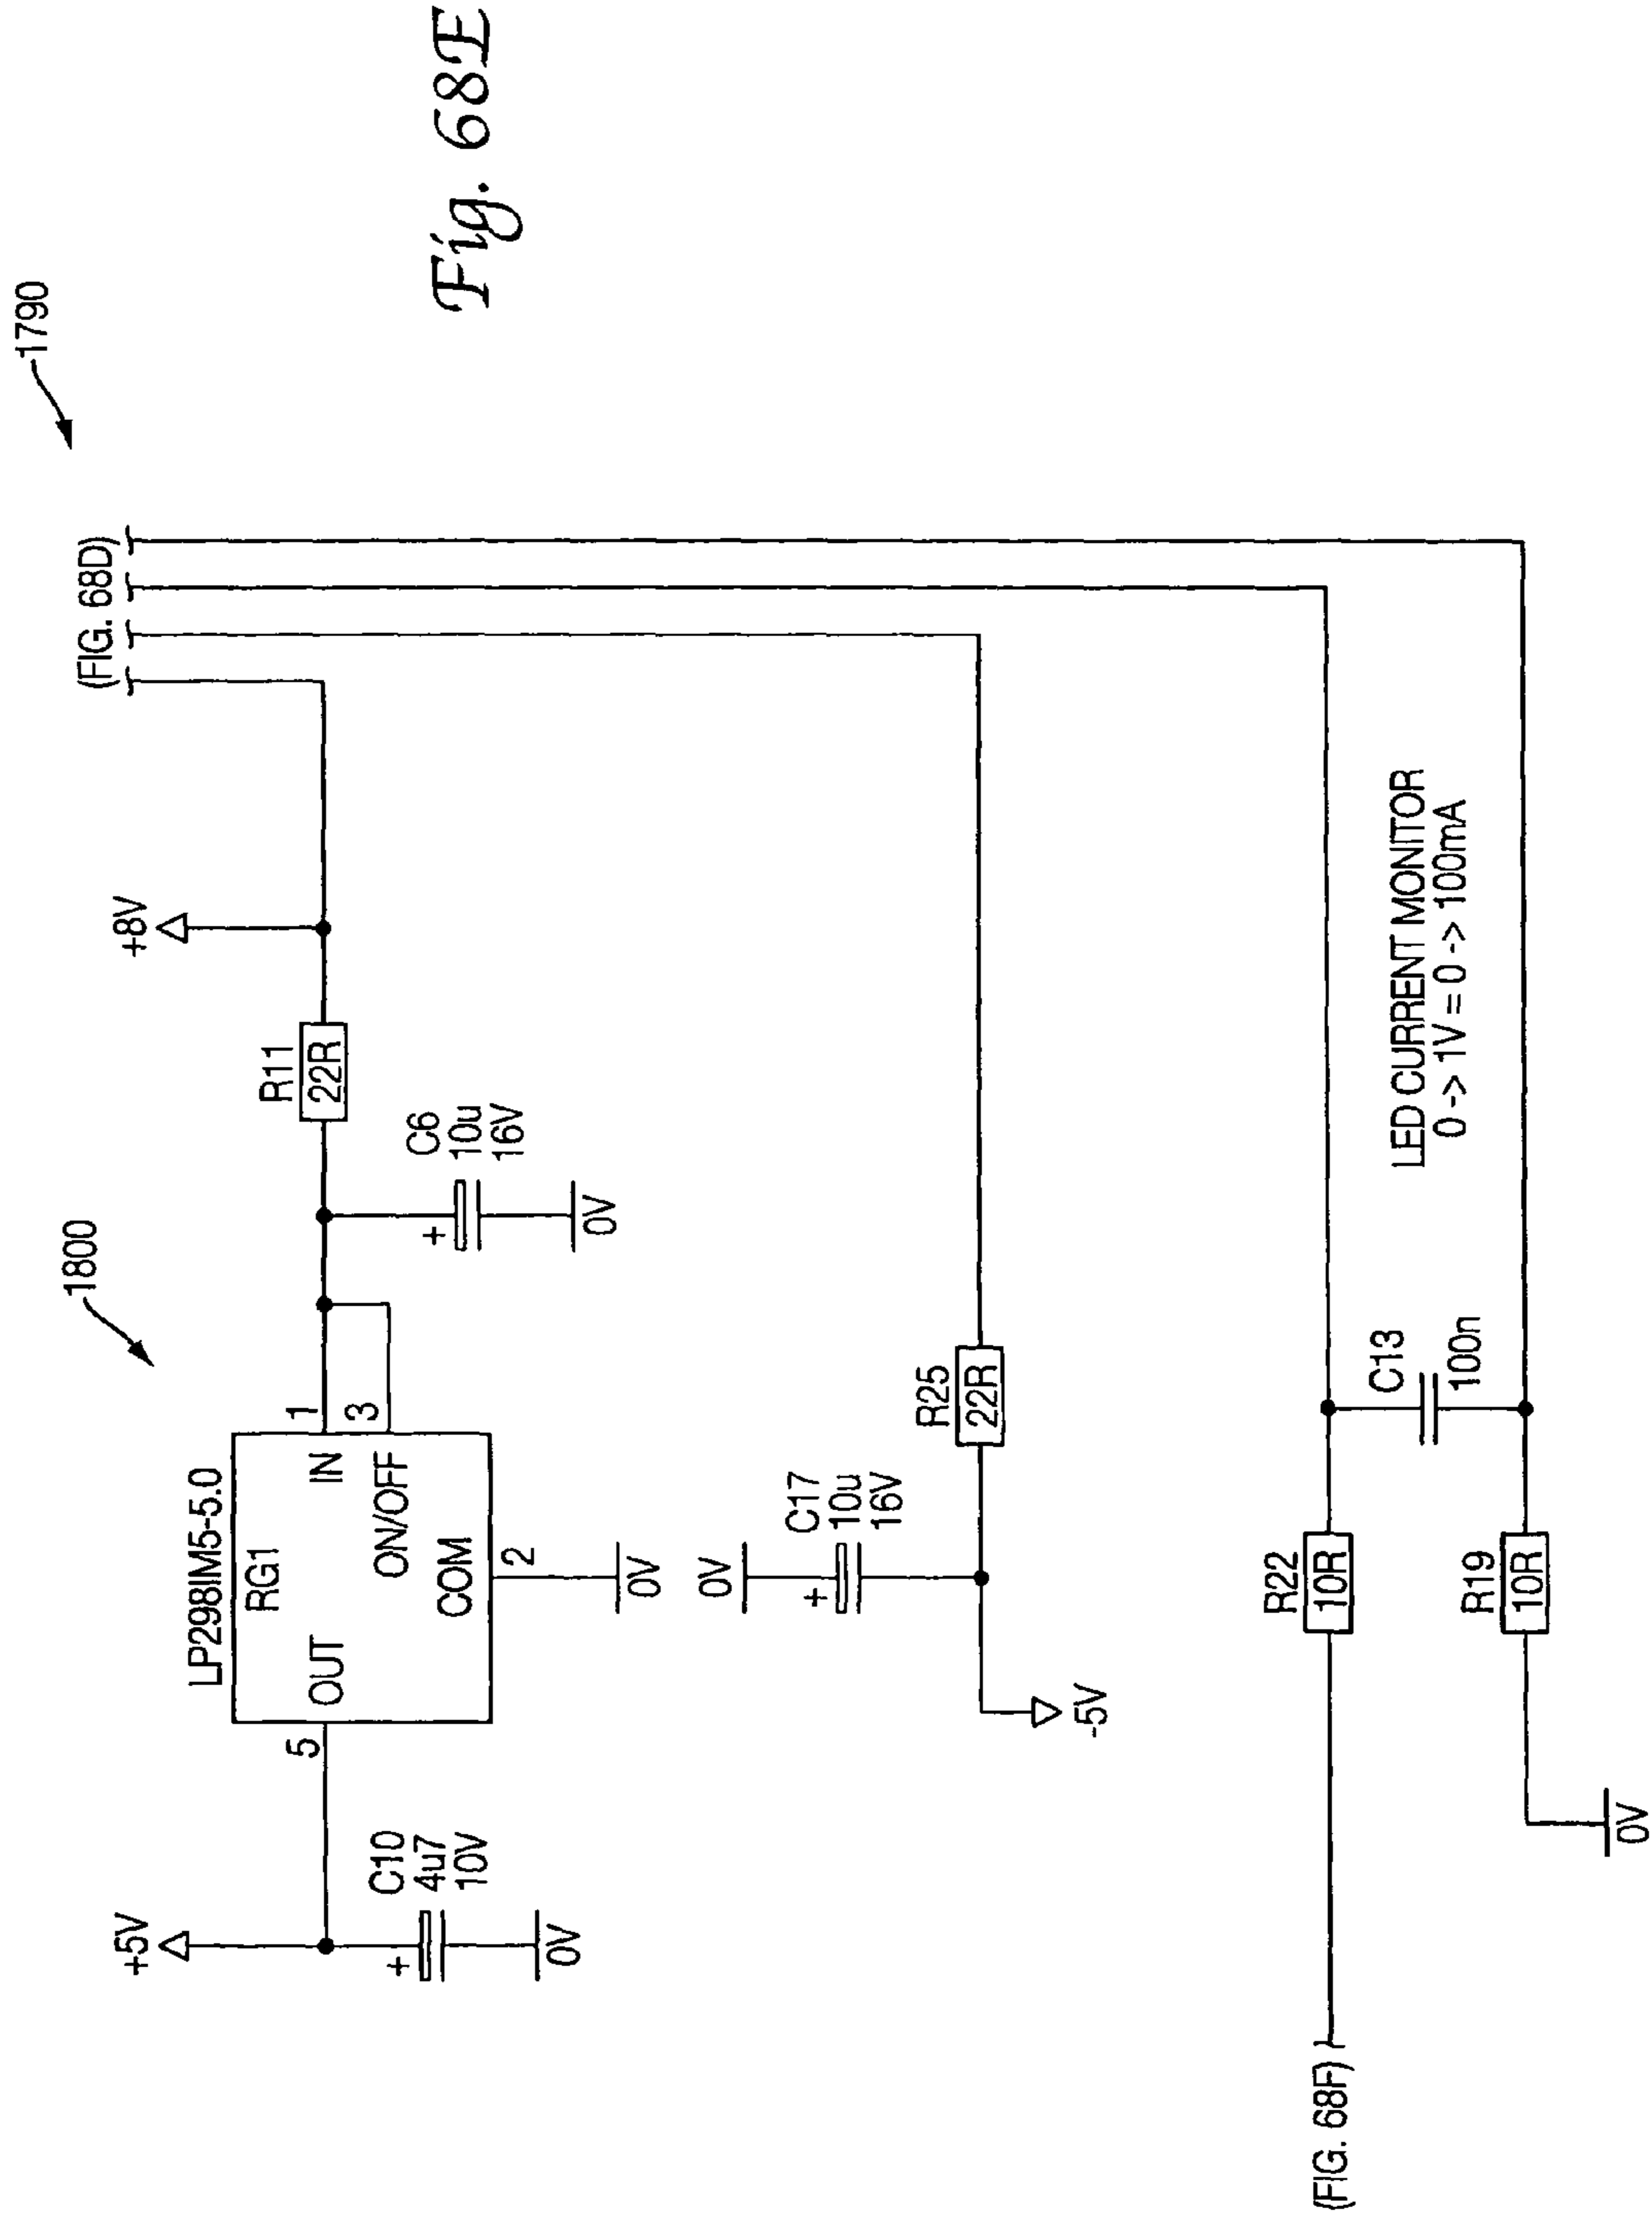 +5V
C10
4u7
10V
0V
5
LP298IM5-5.0
RG1
OUT
IN
ON/OFF
COM
1
3
2
0V
1800
C6
10u
16V
0V
R11
22R
+8V
(FIG. 68D)
1790
Fig. 68E
0V
C17
10u
16V
-5V
R25
22R
(FIG. 68F)
R22
10R
C13
100n
R19
10R
0V
LED CURRENT MONITOR
0 -> 1V = 0 -> 100mA